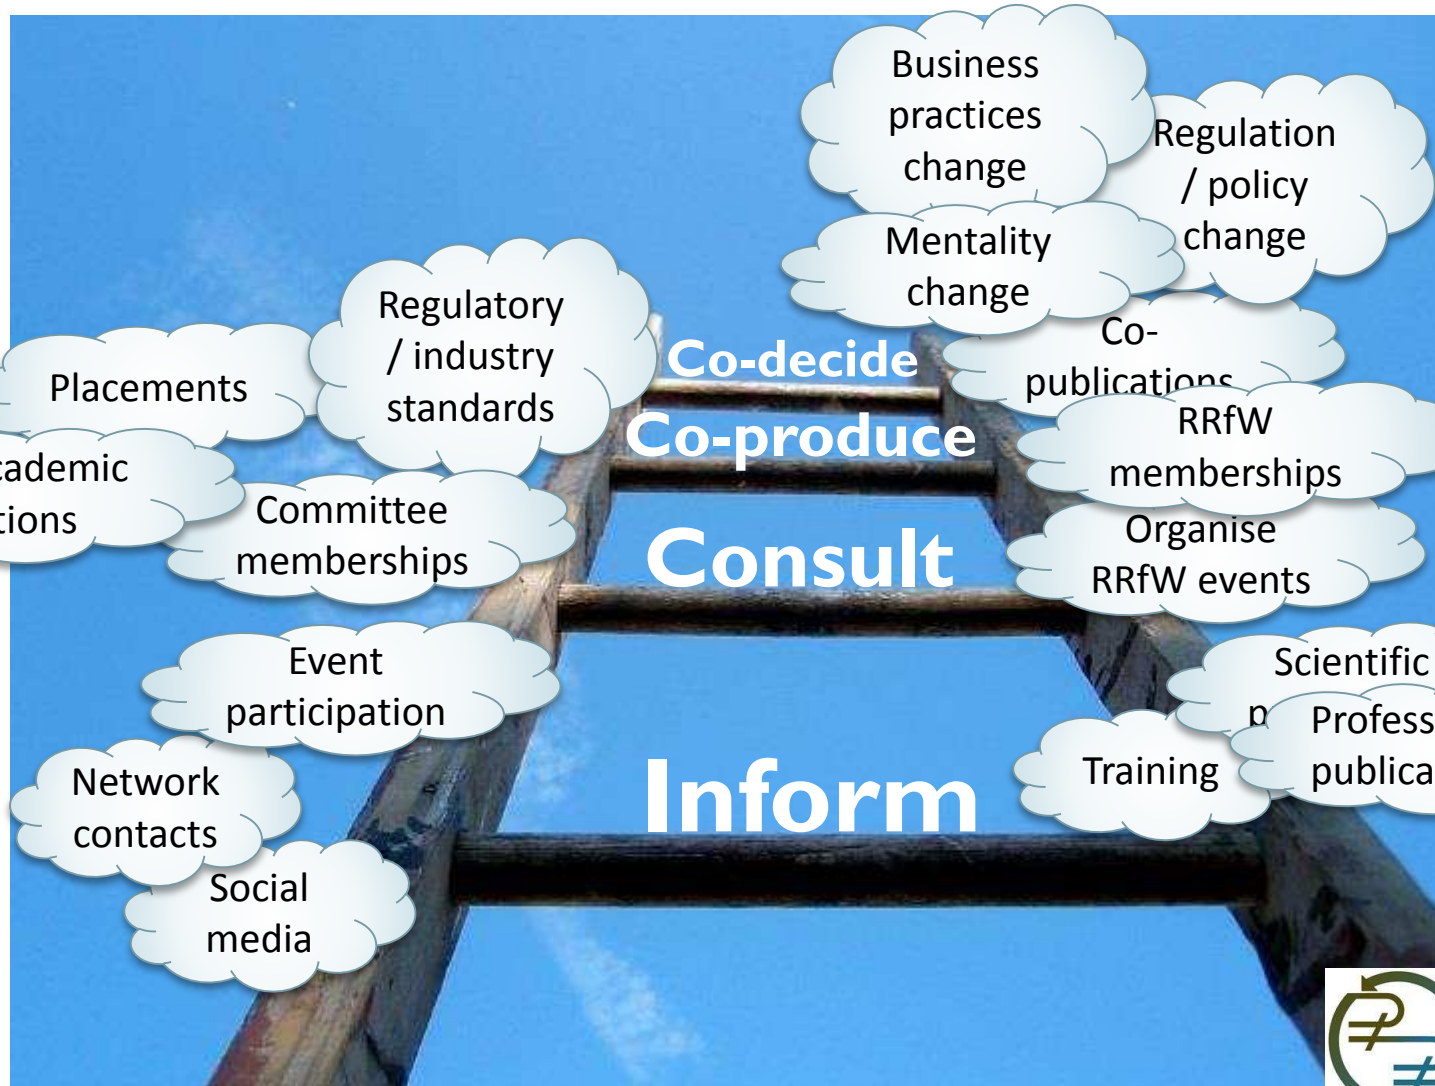 Business
practices
change
Regulation
/ policy
change
Mentality
change
Regulatory
/ industry
standards
Placements
Co-decide
Co-
publications
Co-produce
RRfW
memberships
Committee
memberships
Consult
Organise
RRfW events
Event
participation
Scientific
Network
contacts
Inform
Training
Social
media